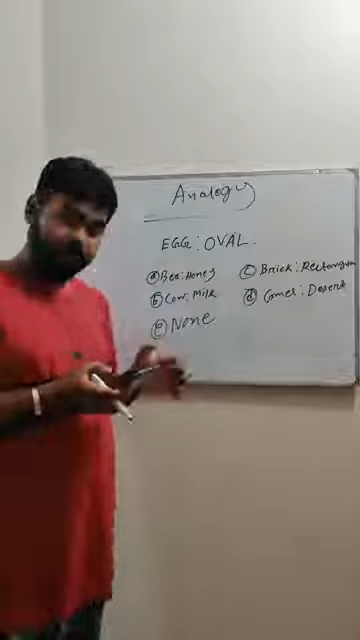 Analogy
EGG : OVAL.
(a) Bee: Honey (c) Brick: Rectangle
(b) Cow: Milk (d) Camel: Desert
(e) None